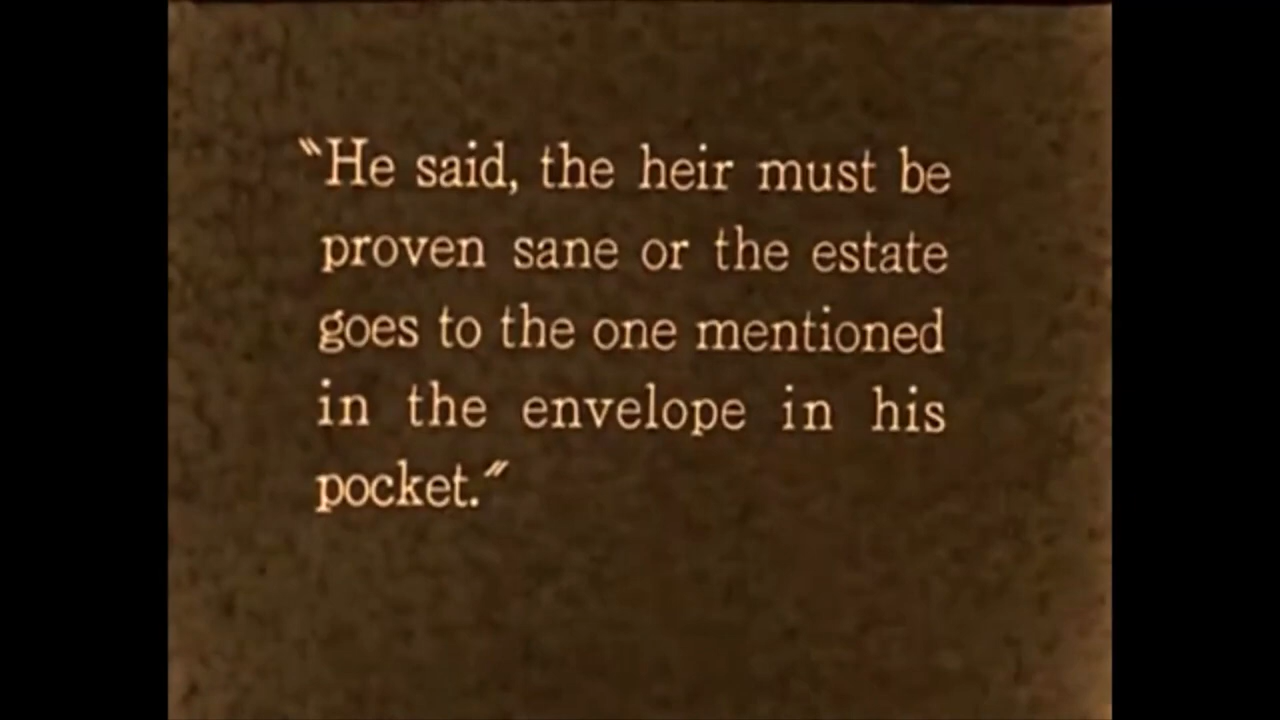 "He said, the heir must be
proven sane or the estate
goes to the one mentioned
in the envelope in his
pocket."